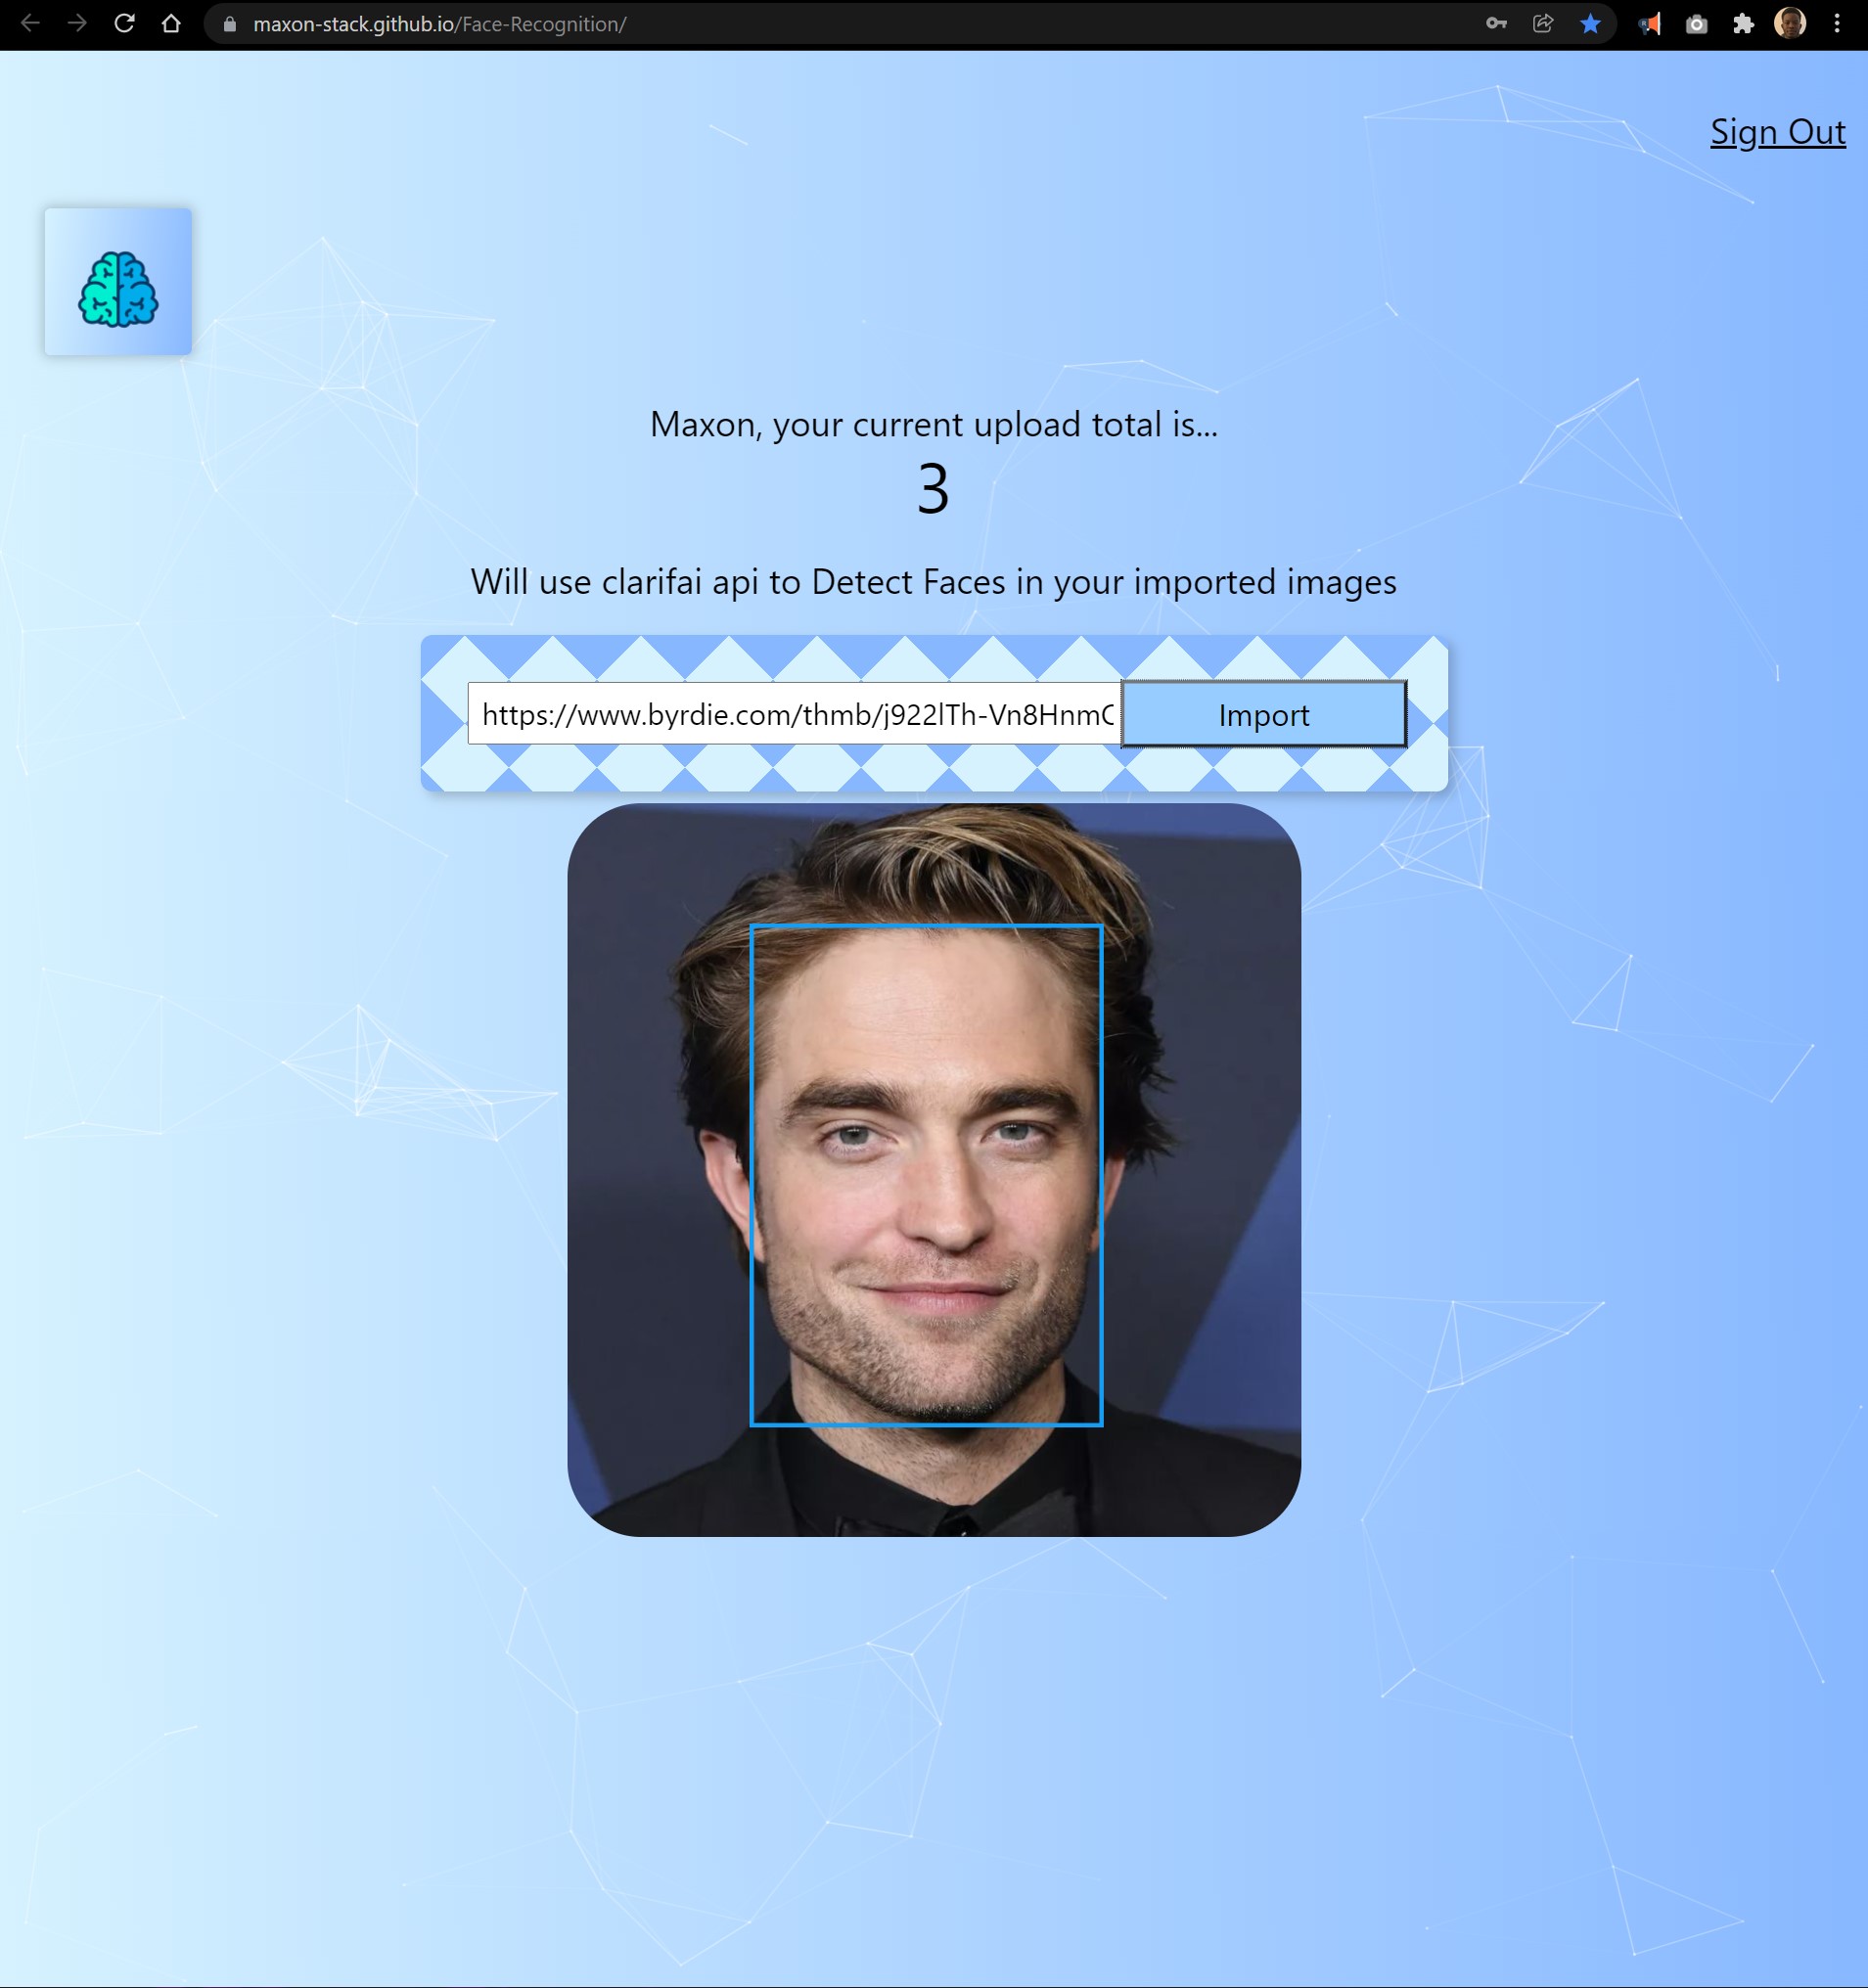 maxon-stack.github.io/Face-Recognition/
Sign Out
Maxon, your current upload total is...
3
Will use clarifai api to Detect Faces in your imported images
https://www.byrdie.com/thmb/j922lTh-Vn8HnmC Import